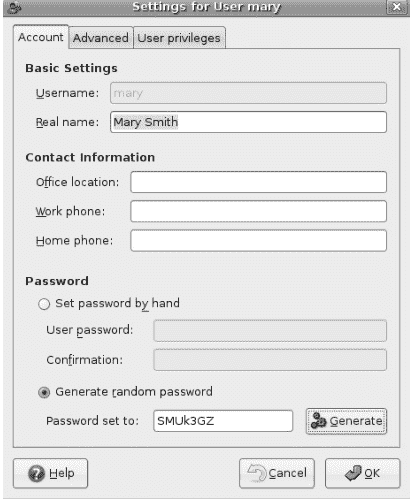 Settings for User mary
Account Advanced User privileges
Basic Settings
Username: mary
Real name: Mary Smith
Contact Information
Office location:
Work phone:
Home phone:
Password
Set password by hand
User password:
Confirmation:
Generate random password
Password set to: SMUk3GZ Generate
Help Cancel OK